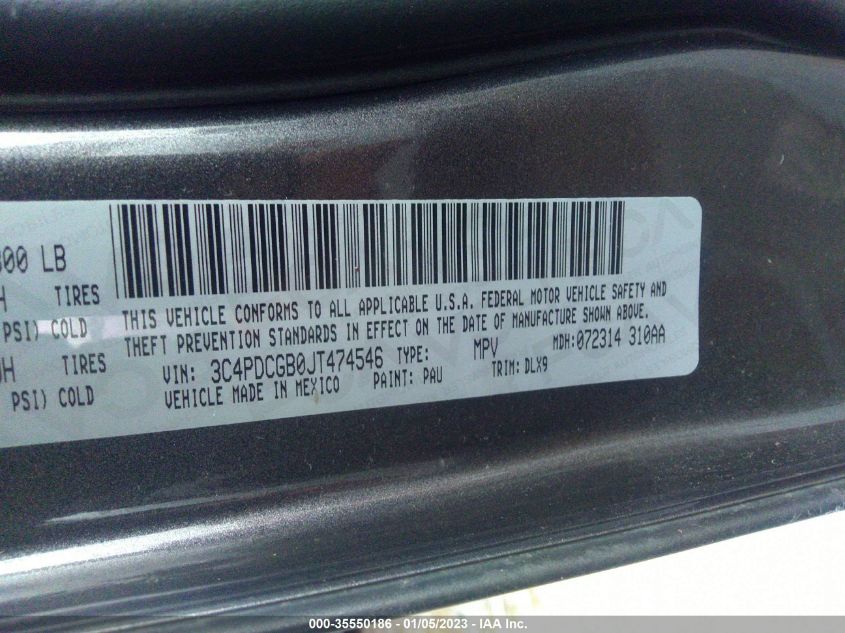 300 LB
H TIRES
PSI) COLD
THIS VEHICLE CONFORMS TO ALL APPLICABLE U.S.A. FEDERAL MOTOR VEHICLE SAFETY AND
THEFT PREVENTION STANDARDS IN EFFECT ON THE DATE OF MANUFACTURE SHOWN ABOVE.
H TIRES
VIN: 3C4PDCGB0JT474546 TYPE: MPV MDH:072314 310AA
PSI) COLD
VEHICLE MADE IN MEXICO PAINT: PAU TRIM:DLX9
000-35550186 - 01/05/2023 - IAA Inc.